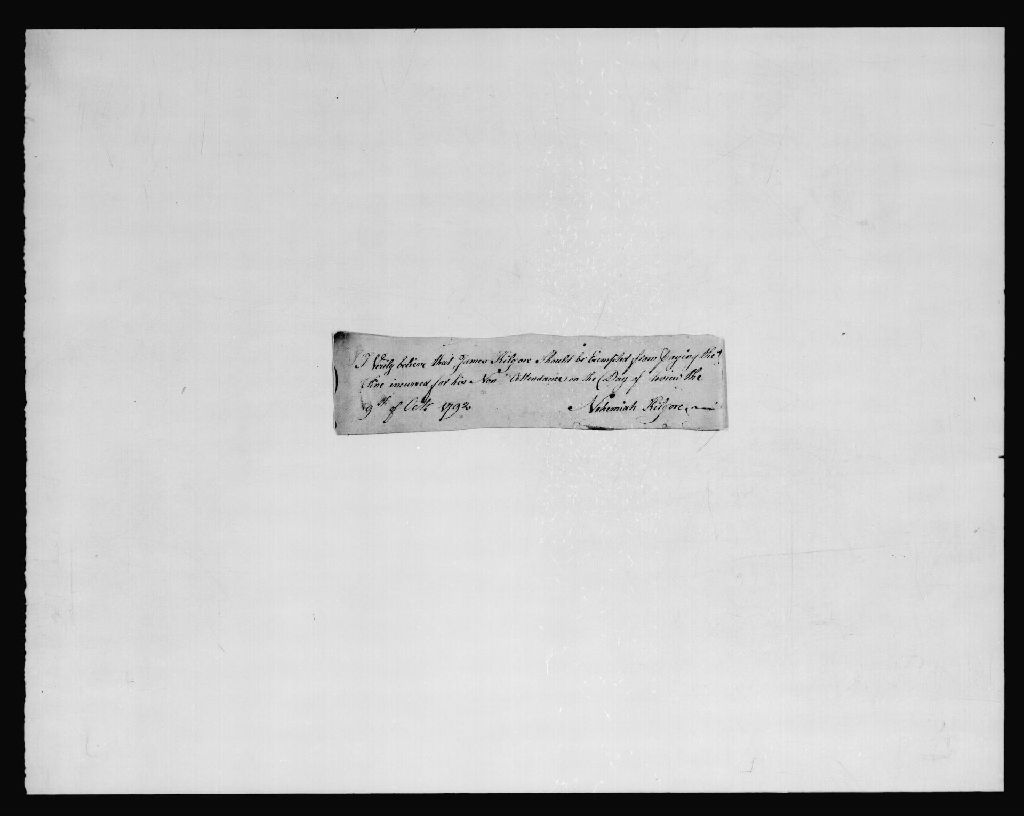 I Verily believe that James Kilgore Should be Exempted from Paying the
Fine incurred for his Non Attendance on the Day of review the
9th of Octr 1792 Nehemiah Kilgore